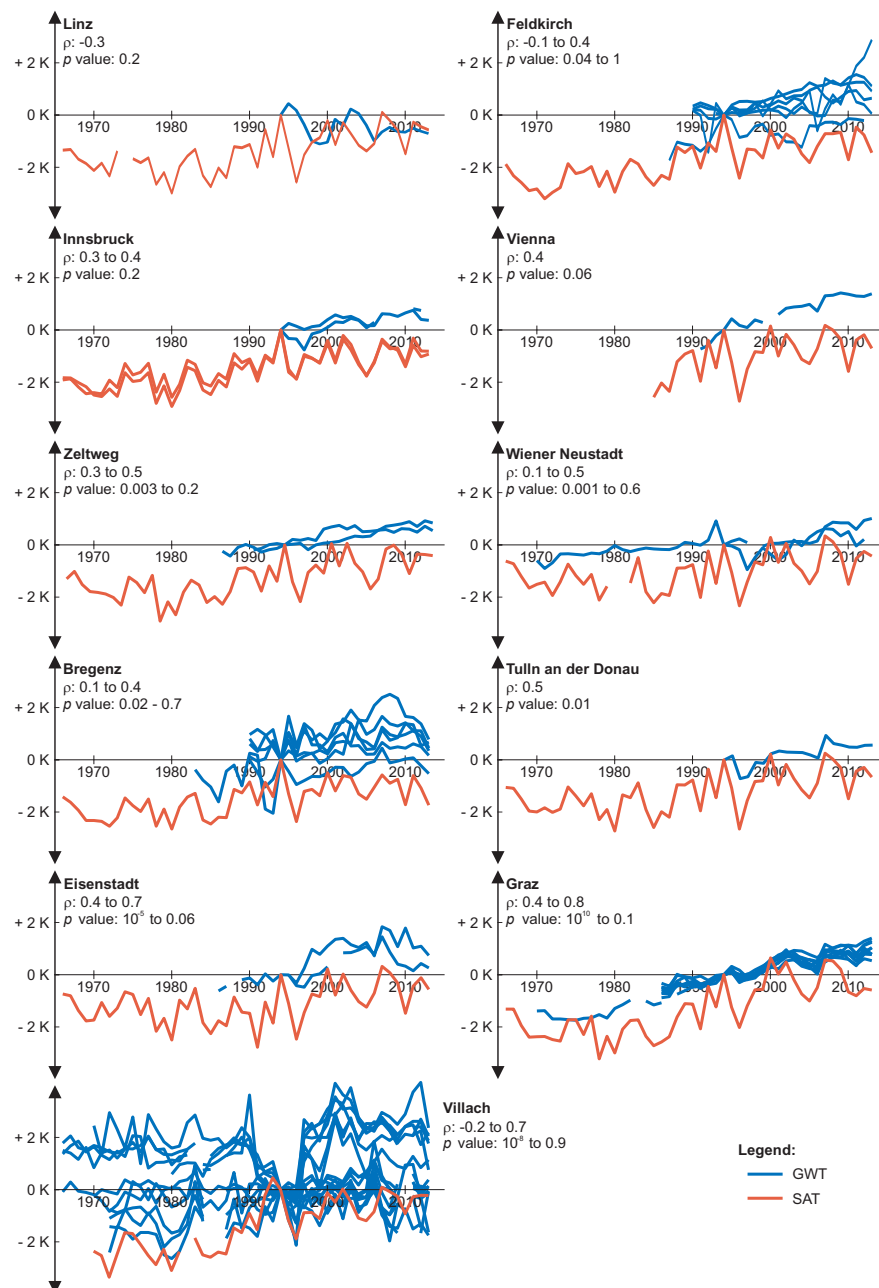 Linz
ρ: -0.3
p value: 0.2
+ 2 K
0 K
- 2 K
1970 1980 1990 2000 2010
Feldkirch
ρ: -0.1 to 0.4
p value: 0.04 to 1
+ 2 K
0 K
- 2 K
1970 1980 1990 2000 2010
Innsbruck
ρ: 0.3 to 0.4
p value: 0.2
+ 2 K
0 K
- 2 K
1970 1980 1990 2000 2010
Vienna
ρ: 0.4
p value: 0.06
+ 2 K
0 K
- 2 K
1970 1980 1990 2000 2010
Zeltweg
ρ: 0.3 to 0.5
p value: 0.003 to 0.2
+ 2 K
0 K
- 2 K
1970 1980 1990 2000 2010
Wiener Neustadt
ρ: 0.1 to 0.5
p value: 0.001 to 0.6
+ 2 K
0 K
- 2 K
1970 1980 1990 2000 2010
Bregenz
ρ: 0.1 to 0.4
p value: 0.02 - 0.7
+ 2 K
0 K
- 2 K
1970 1980 1990 2000 2010
Tulln an der Donau
ρ: 0.5
p value: 0.01
+ 2 K
0 K
- 2 K
1970 1980 1990 2000 2010
Eisenstadt
ρ: 0.4 to 0.7
p value: 10⁻⁵ to 0.06
+ 2 K
0 K
- 2 K
1970 1980 1990 2000 2010
Graz
ρ: 0.4 to 0.8
p value: 10¹⁰ to 0.1
+ 2 K
0 K
- 2 K
1970 1980 1990 2000 2010
Villach
ρ: -0.2 to 0.7
p value: 10⁻⁸ to 0.9
+ 2 K
0 K
- 2 K
1970 1980 1990 2000 2010
Legend:
GWT
SAT